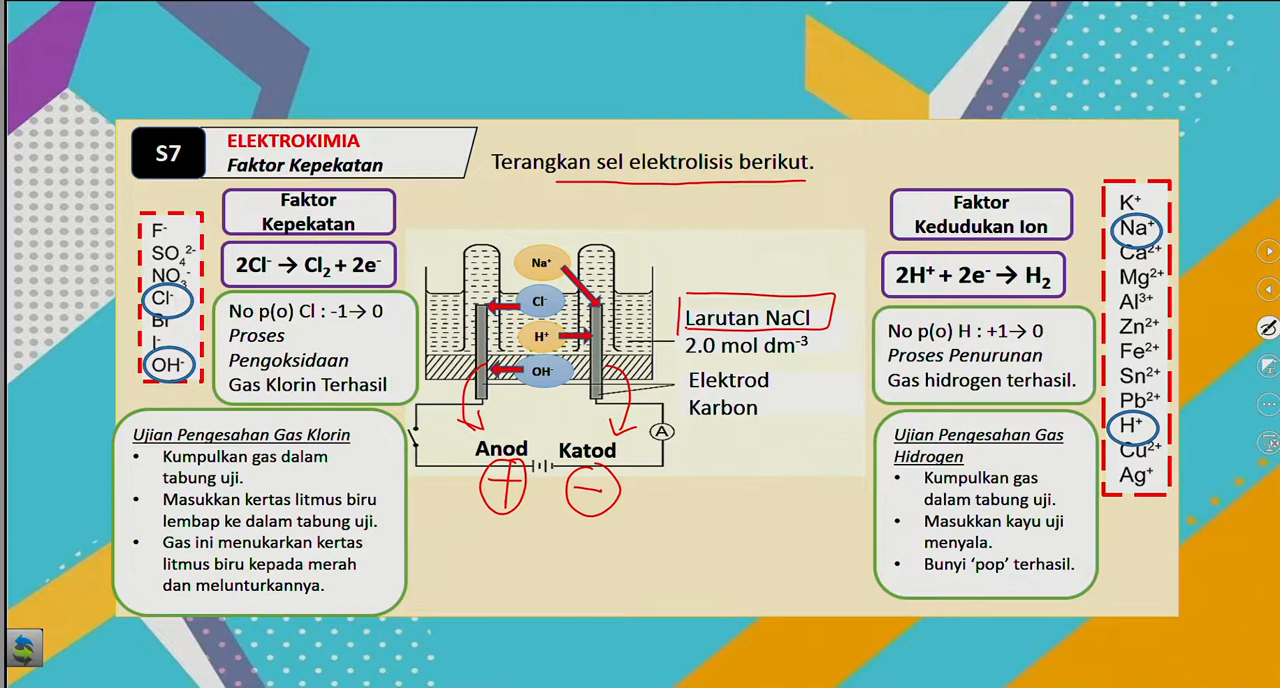 S7
ELEKTROKIMIA
Faktor Kepekatan
Terangkan sel elektrolisis berikut.
F-
SO₄²⁻
NO₃⁻
Cl⁻
Br⁻
I⁻
OH⁻
Faktor
Kepekatan
2Cl⁻ → Cl₂ + 2e⁻
No p(o) Cl : -1→ 0
Proses
Pengoksidaan
Gas Klorin Terhasil
Ujian Pengesahan Gas Klorin
• Kumpulkan gas dalam
tabung uji.
• Masukkan kertas litmus biru
lembap ke dalam tabung uji.
• Gas ini menukarkan kertas
litmus biru kepada merah
dan melunturkannya.
Na⁺
Cl⁻
H⁺
OH⁻
Larutan NaCl
2.0 mol dm⁻³
Elektrod
Karbon
A
Anod
Katod
+
−
Faktor
Kedudukan Ion
2H⁺ + 2e⁻ → H₂
No p(o) H : +1→ 0
Proses Penurunan
Gas hidrogen terhasil.
Ujian Pengesahan Gas
Hidrogen
• Kumpulkan gas
dalam tabung uji.
• Masukkan kayu uji
menyala.
• Bunyi ‘pop’ terhasil.
K⁺
Na⁺
Ca²⁺
Mg²⁺
Al³⁺
Zn²⁺
Fe²⁺
Sn²⁺
Pb²⁺
H⁺
Cu²⁺
Ag⁺